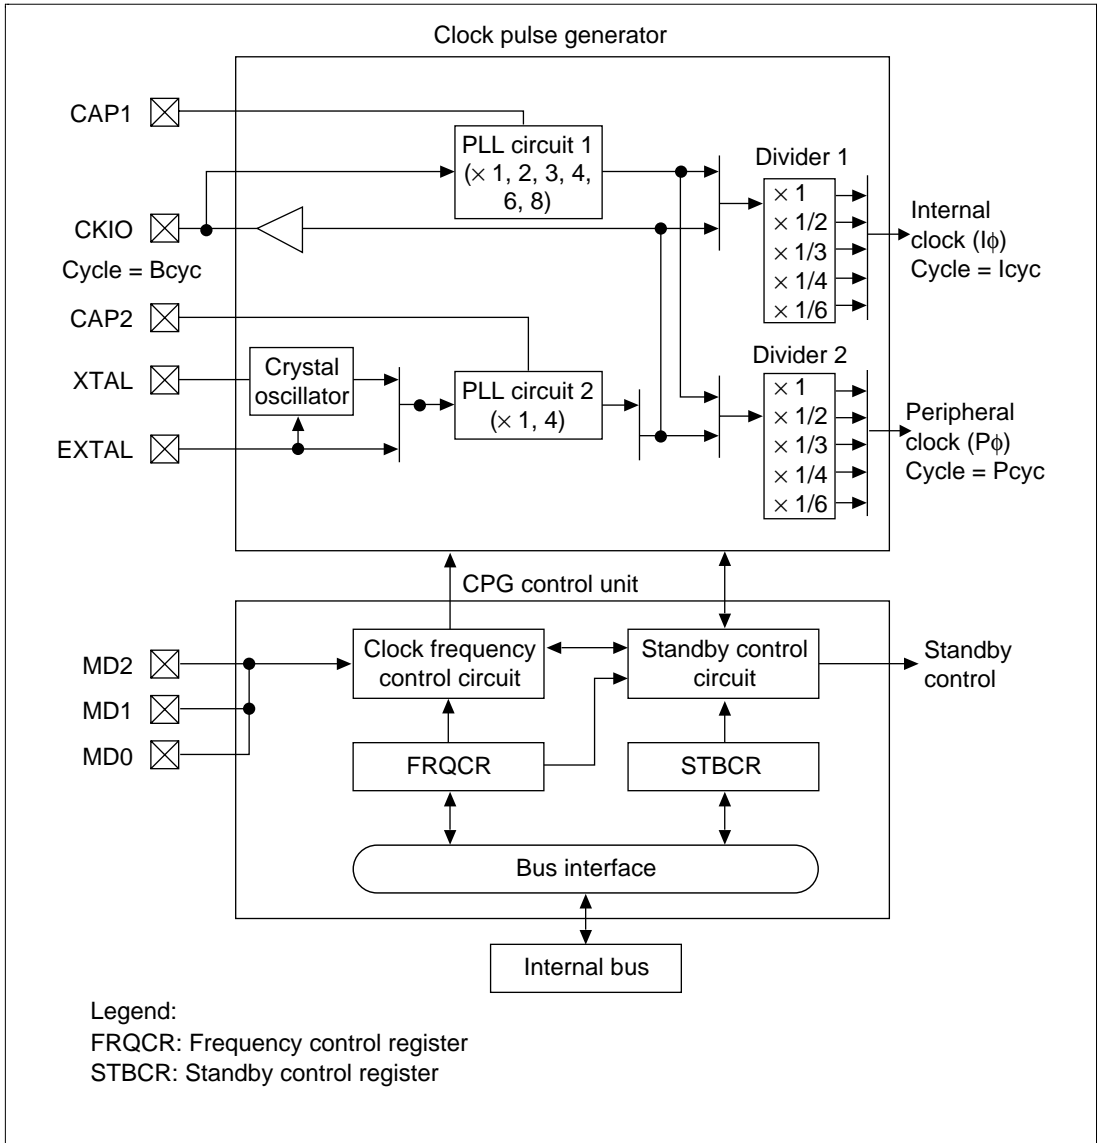 Clock pulse generator
CAP1
PLL circuit 1
(× 1, 2, 3, 4,
6, 8)
Divider 1
× 1
× 1/2
× 1/3
× 1/4
× 1/6
Internal
clock (Iϕ)
Cycle = Icyc
CKIO
Cycle = Bcyc
CAP2
XTAL
Crystal
oscillator
EXTAL
PLL circuit 2
(× 1, 4)
Divider 2
× 1
× 1/2
× 1/3
× 1/4
× 1/6
Peripheral
clock (Pϕ)
Cycle = Pcyc
CPG control unit
MD2
MD1
MD0
Clock frequency
control circuit
Standby control
circuit
Standby
control
FRQCR
STBCR
Bus interface
Internal bus
Legend:
FRQCR: Frequency control register
STBCR: Standby control register